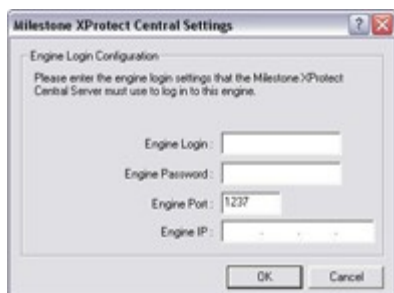 Milestone XProtect Central Settings
Engine Login Configuration
Please enter the engine login settings that the Milestone XProtect
Central Server must use to log in to this engine.
Engine Login :
Engine Password :
Engine Port : 1237
Engine IP : . . .
OK Cancel